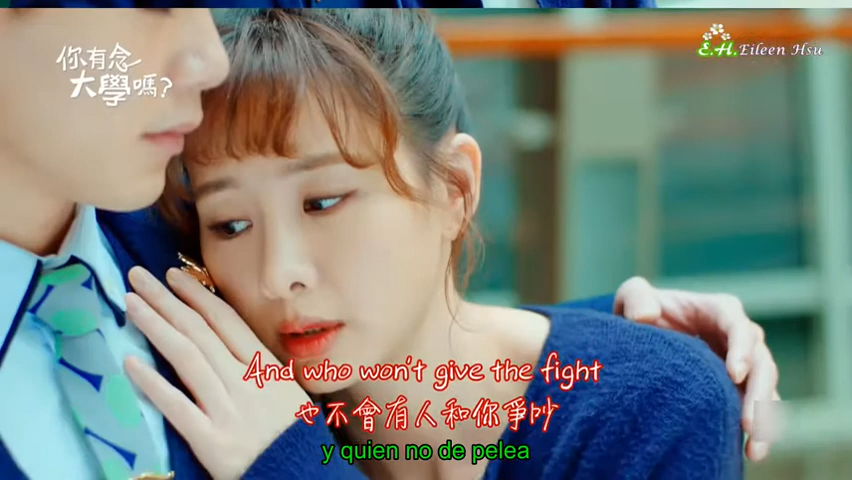 你有念
大學嗎?
E.H.Eileen Hsu
And who won't give the fight
也不會有人和你爭吵
y quien no de pelea